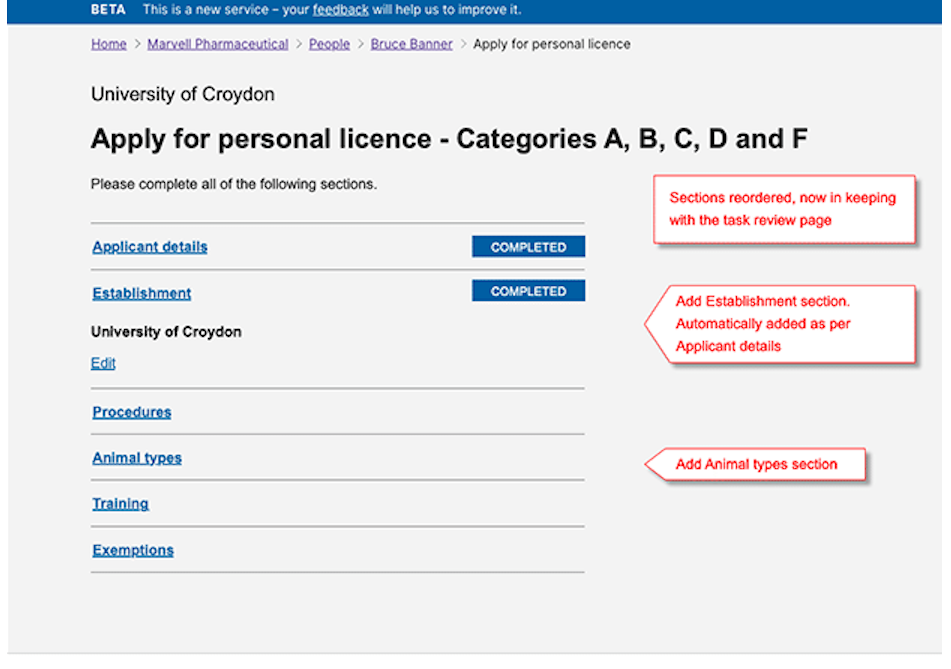 BETA This is a new service – your feedback will help us to improve it.
Home > Marvell Pharmaceutical > People > Bruce Banner > Apply for personal licence
University of Croydon
Apply for personal licence - Categories A, B, C, D and F
Please complete all of the following sections.
Sections reordered, now in keeping
with the task review page
Applicant details COMPLETED
Establishment COMPLETED
Add Establishment section.
Automatically added as per
Applicant details
University of Croydon
Edit
Procedures
Animal types
Add Animal types section
Training
Exemptions